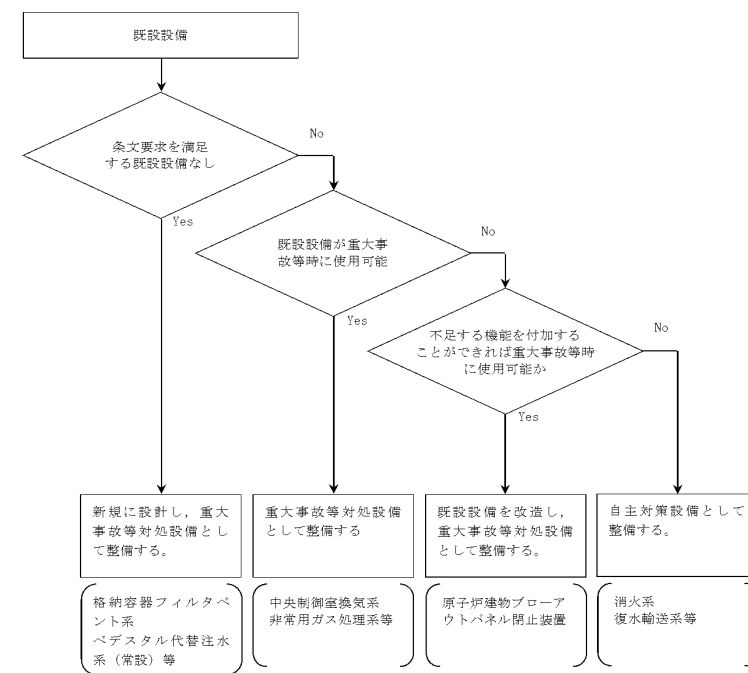 既設設備
条文要求を満足
する既設設備なし
No
Yes
既設設備が重大事
故等時に使用可能
No
Yes
不足する機能を付加する
ことができれば重大事故等時
に使用可能か
No
Yes
新規に設計し，重大
事故等対処設備とし
て整備する。
重大事故等対処設備
として整備する
既設設備を改造し，
重大事故等対処設備
として整備する。
自主対策設備として
整備する。
格納容器フィルタベ
ント系
ペデスタル代替注水
系（常設）等
中央制御室換気系
非常用ガス処理系等
原子炉建物ブローア
ウトパネル閉止装置
消火系
復水輸送系等